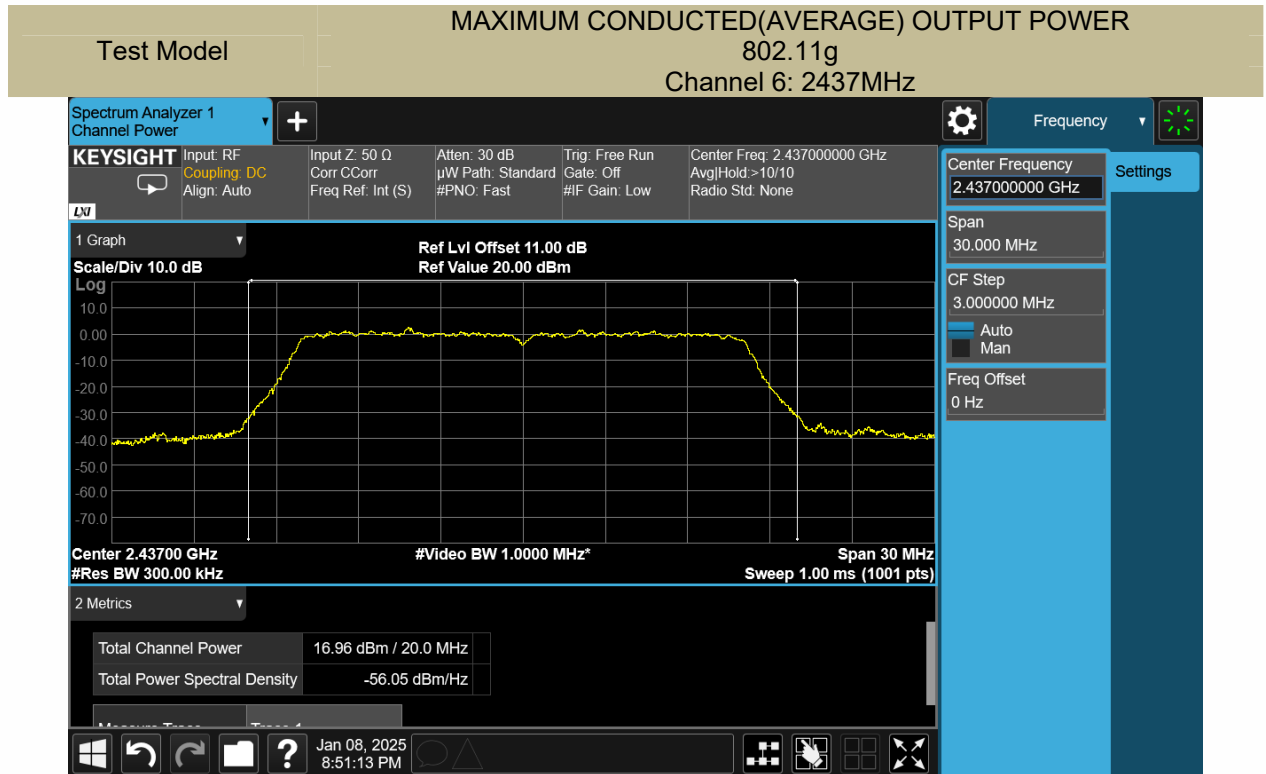 MAXIMUM CONDUCTED(AVERAGE) OUTPUT POWER
Test Model
802.11g
Channel 6: 2437MHz
Spectrum Analyzer 1
Channel Power
+
Frequency
KEYSIGHT
LXI
Input: RF
Coupling: DC
Align: Auto
Input Z: 50 Ω
Corr CCorr
Freq Ref: Int (S)
Atten: 30 dB
µW Path: Standard
#PNO: Fast
Trig: Free Run
Gate: Off
#IF Gain: Low
Center Freq: 2.437000000 GHz
Avg|Hold:>10/10
Radio Std: None
Center Frequency
2.437000000 GHz
Settings
Span
30.000 MHz
CF Step
3.000000 MHz
Auto
Man
Freq Offset
0 Hz
1 Graph
Scale/Div 10.0 dB
Ref Lvl Offset 11.00 dB
Ref Value 20.00 dBm
Log
10.0
0.00
-10.0
-20.0
-30.0
-40.0
-50.0
-60.0
-70.0
Center 2.43700 GHz
#Video BW 1.0000 MHz*
Span 30 MHz
#Res BW 300.00 kHz
Sweep 1.00 ms (1001 pts)
2 Metrics
Total Channel Power 16.96 dBm / 20.0 MHz
Total Power Spectral Density -56.05 dBm/Hz
Measure Trace Trace 1
?
Jan 08, 2025
8:51:13 PM